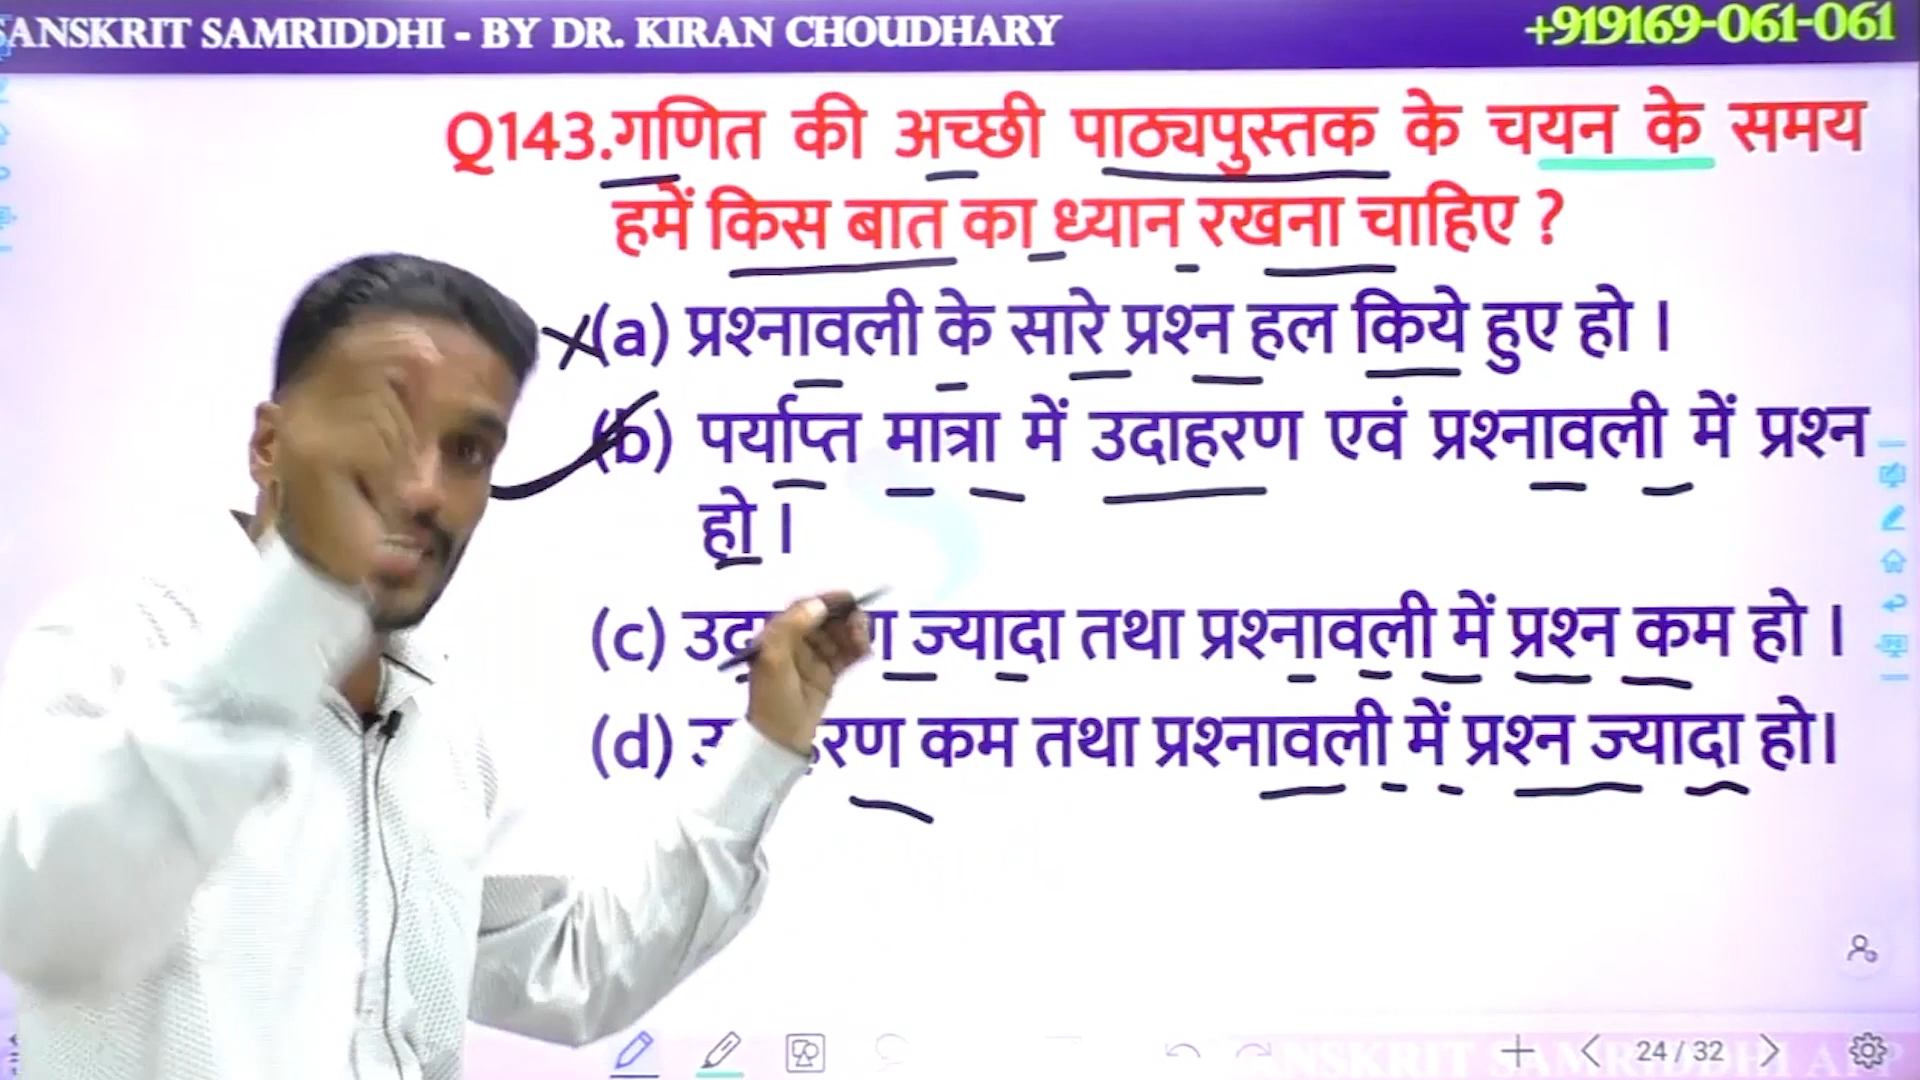 SANSKRIT SAMRIDDHI - BY DR. KIRAN CHOUDHARY
+919169-061-061
Q143.गणित की अच्छी पाठ्यपुस्तक के चयन के समय
हमें किस बात का ध्यान रखना चाहिए ?
(a) प्रश्नावली के सारे प्रश्न हल किये हुए हो ।
(b) पर्याप्त मात्रा में उदाहरण एवं प्रश्नावली में प्रश्न
हो ।
(c) ज्यादा तथा प्रश्नावली में प्रश्न कम हो ।
(d) कम तथा प्रश्नावली में प्रश्न ज्यादा हो।
24 / 32